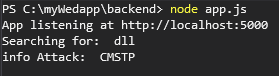 PS C:\myWedapp\backend> node app.js
App listening at http://localhost:5000
Searching for:  dll
info Attack:  CMSTP